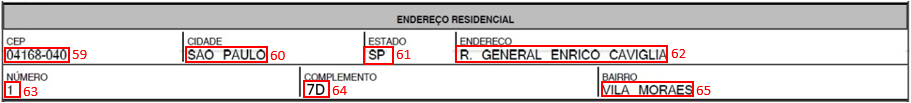 ENDEREÇO RESIDENCIAL
CEP CIDADE ESTADO ENDERECO
04168-040 59 SAO PAULO 60 SP 61 R. GENERAL ENRICO CAVIGLIA 62
NÚMERO COMPLEMENTO BAIRRO
1 63 7D 64 VILA MORAES 65